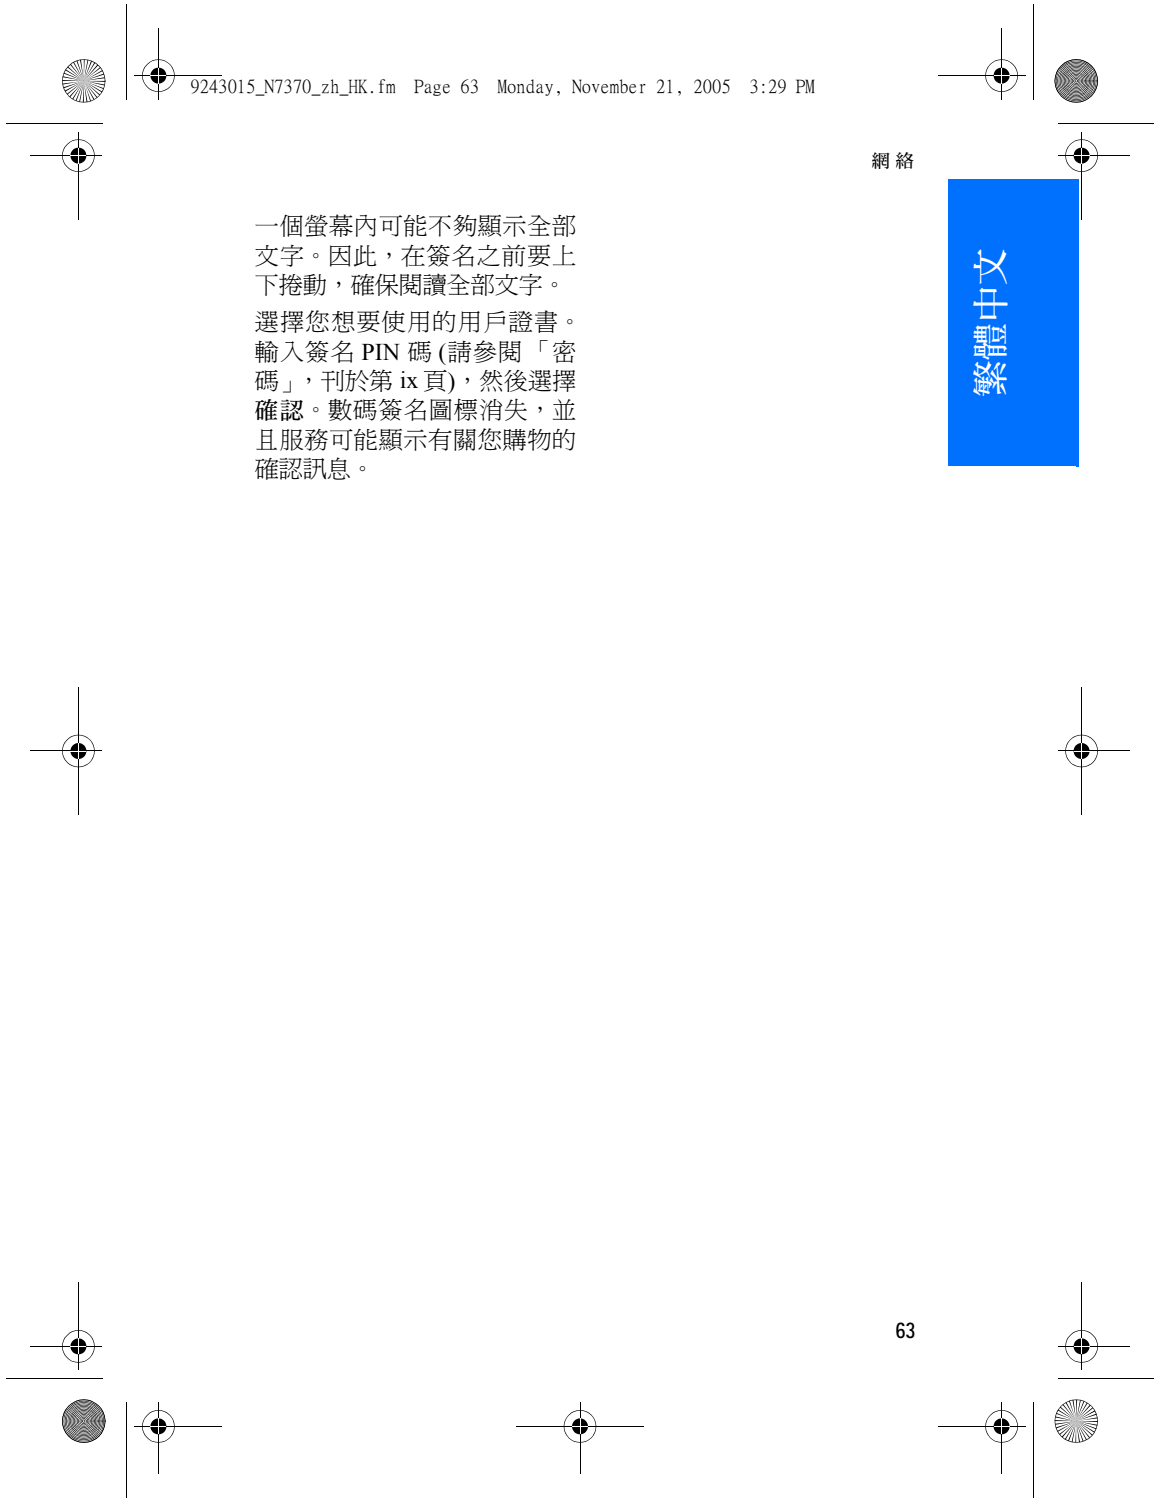 9243015_N7370_zh_HK.fm Page 63 Monday, November 21, 2005 3:29 PM
網絡
一個螢幕內可能不夠顯示全部
文字。因此，在簽名之前要上
下捲動，確保閱讀全部文字。
選擇您想要使用的用戶證書。
輸入簽名 PIN 碼 (請參閱「密
碼」，刊於第 ix 頁)，然後選擇
確認。數碼簽名圖標消失，並
且服務可能顯示有關您購物的
確認訊息。
繁體中文
63